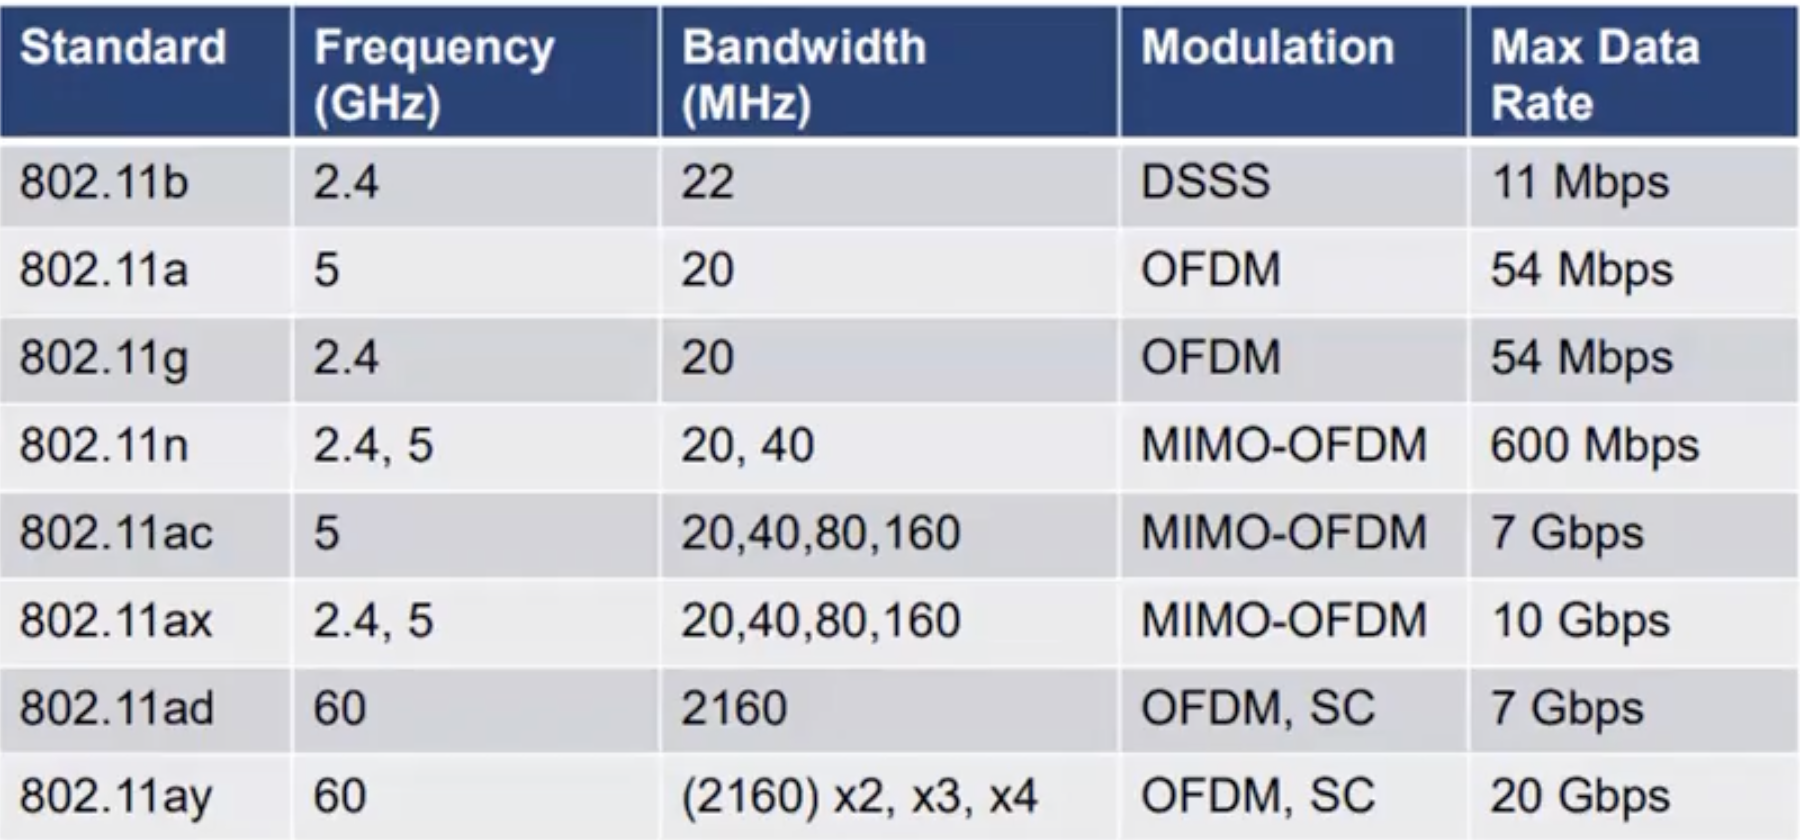 Standard Frequency (GHz) Bandwidth (MHz) Modulation Max Data Rate
802.11b 2.4 22 DSSS 11 Mbps
802.11a 5 20 OFDM 54 Mbps
802.11g 2.4 20 OFDM 54 Mbps
802.11n 2.4, 5 20, 40 MIMO-OFDM 600 Mbps
802.11ac 5 20,40,80,160 MIMO-OFDM 7 Gbps
802.11ax 2.4, 5 20,40,80,160 MIMO-OFDM 10 Gbps
802.11ad 60 2160 OFDM, SC 7 Gbps
802.11ay 60 (2160) x2, x3, x4 OFDM, SC 20 Gbps